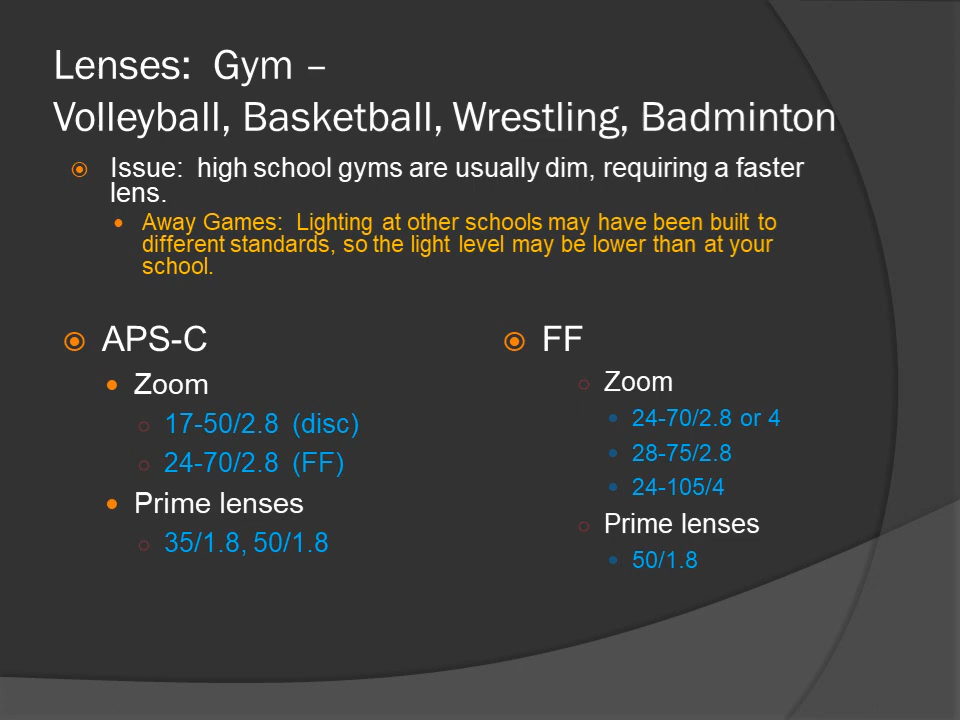 Lenses:  Gym –
Volleyball, Basketball, Wrestling, Badminton
Issue:  high school gyms are usually dim, requiring a faster
lens.
Away Games:  Lighting at other schools may have been built to
different standards, so the light level may be lower than at your
school.
APS-C
Zoom
17-50/2.8  (disc)
24-70/2.8  (FF)
Prime lenses
35/1.8, 50/1.8
FF
Zoom
24-70/2.8 or 4
28-75/2.8
24-105/4
Prime lenses
50/1.8